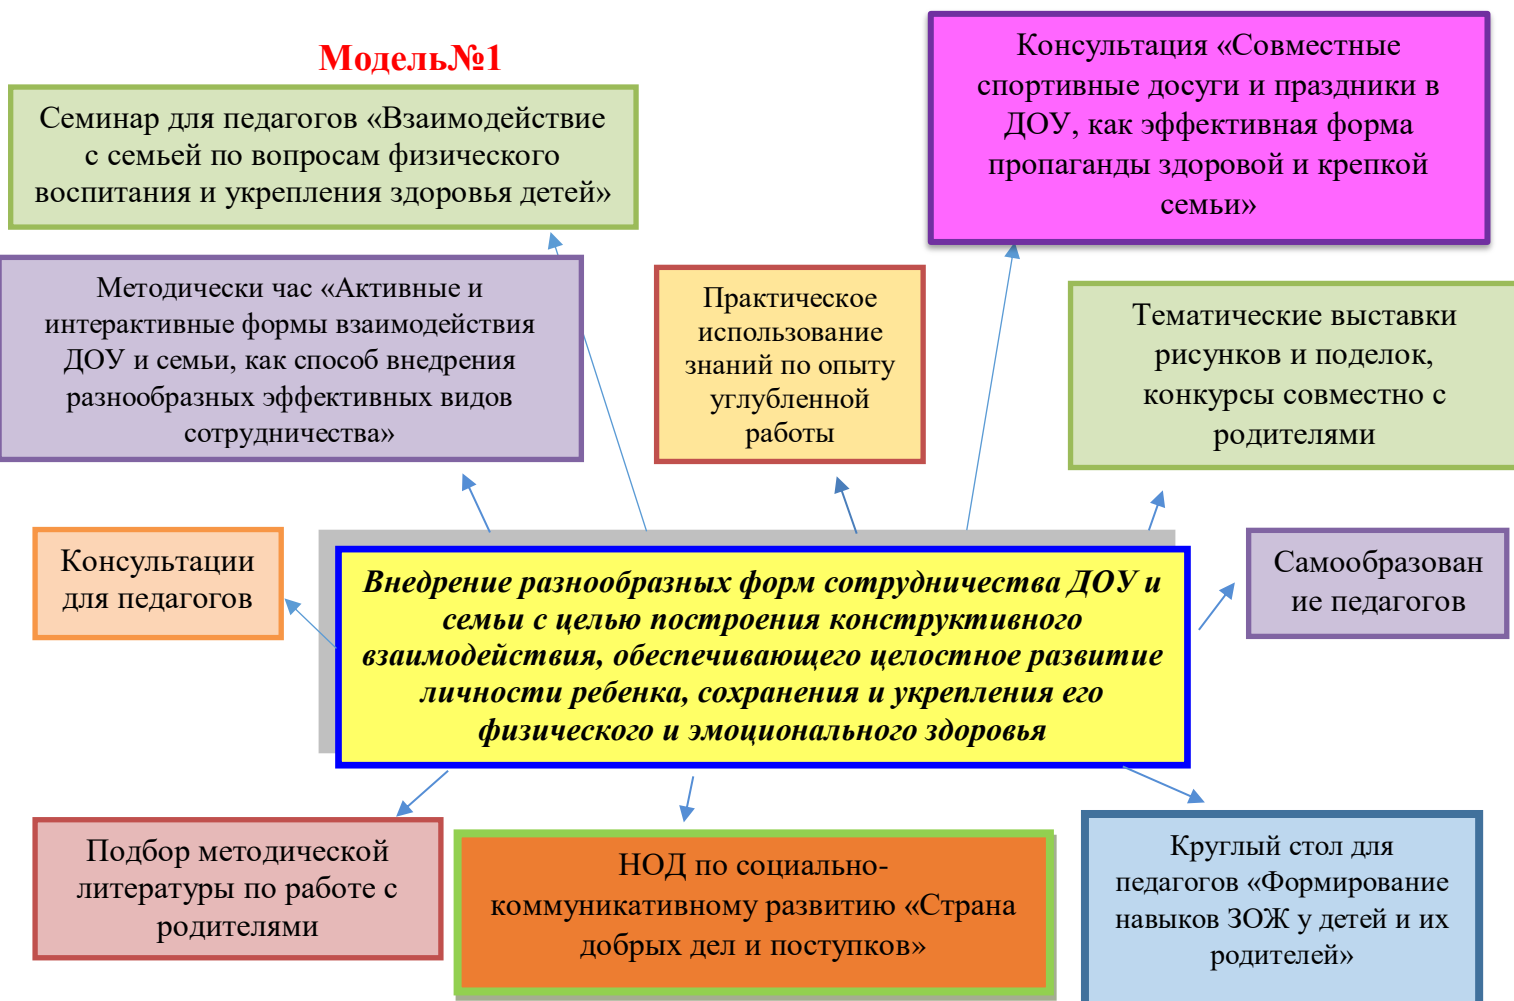 Модель№1
Семинар для педагогов «Взаимодействие
с семьей по вопросам физического
воспитания и укрепления здоровья детей»
Консультация «Совместные
спортивные досуги и праздники в
ДОУ, как эффективная форма
пропаганды здоровой и крепкой
семьи»
Методически час «Активные и
интерактивные формы взаимодействия
ДОУ и семьи, как способ внедрения
разнообразных эффективных видов
сотрудничества»
Практическое
использование
знаний по опыту
углубленной
работы
Тематические выставки
рисунков и поделок,
конкурсы совместно с
родителями
Консультации
для педагогов
Внедрение разнообразных форм сотрудничества ДОУ и
семьи с целью построения конструктивного
взаимодействия, обеспечивающего целостное развитие
личности ребенка, сохранения и укрепления его
физического и эмоционального здоровья
Самообразован
ие педагогов
Подбор методической
литературы по работе с
родителями
НОД по социально-
коммуникативному развитию «Страна
добрых дел и поступков»
Круглый стол для
педагогов «Формирование
навыков ЗОЖ у детей и их
родителей»